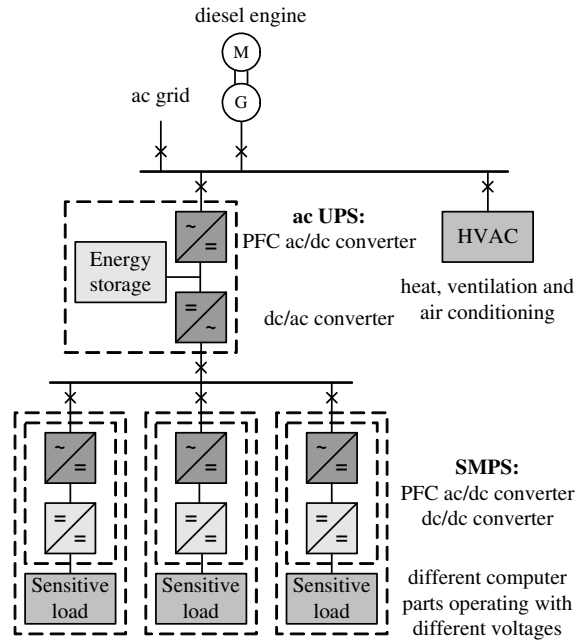 diesel engine
M
G
ac grid
ac UPS:
PFC ac/dc converter
~
=
Energy
storage
=
~
dc/ac converter
HVAC
heat, ventilation and
air conditioning
~
=
~
=
~
=
=
=
=
=
=
=
SMPS:
PFC ac/dc converter
dc/dc converter
Sensitive
load
Sensitive
load
Sensitive
load
different computer
parts operating with
different voltages